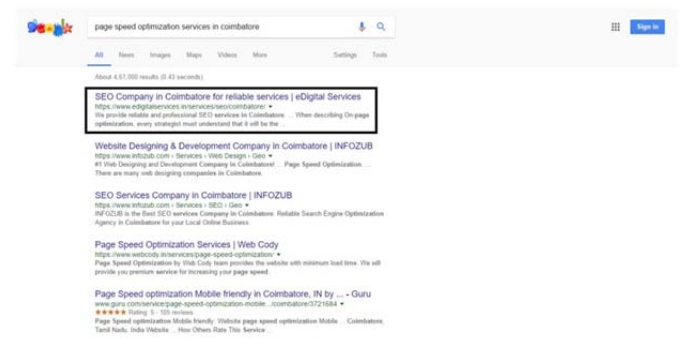 page speed optimization services in coimbatore
Sign in
All News Images Maps Videos More Settings Tools
About 4,61,000 results (0.43 seconds)
SEO Company in Coimbatore for reliable services | eDigital Services
https://www.edigitalservices.in/services/seo/coimbatore/
We provide reliable and professional SEO services in Coimbatore ... When describing On-page
optimization, every strategist must understand that it will be the ...
Website Designing & Development Company in Coimbatore | INFOZUB
https://www.infozub.com › Services › Web Design › Geo
#1 Web Designing and Development Company in Coimbatore! ... Page Speed Optimization. ...
There are many web designing companies in Coimbatore.
SEO Services Company in Coimbatore | INFOZUB
https://www.infozub.com › Services › SEO › Geo
INFOZUB is the Best SEO services Company in Coimbatore. Reliable Search Engine Optimization
Agency in Coimbatore for your Local Online Business.
Page Speed Optimization Services | Web Cody
https://www.webcody.in/services/page-speed-optimization/
Page Speed Optimization by Web Cody team provides the website with minimum load time. We will
provide you premium service for increasing your page speed.
Page Speed optimization Mobile friendly in Coimbatore, IN by ... - Guru
www.guru.com/service/page-speed-optimization-mobile.../coimbatore/3721684
Rating: 5 - 105 reviews
Page Speed optimization Mobile friendly. Website page speed optimization Mobile ... Coimbatore,
Tamil Nadu, India Website ... How Others Rate This Service ...